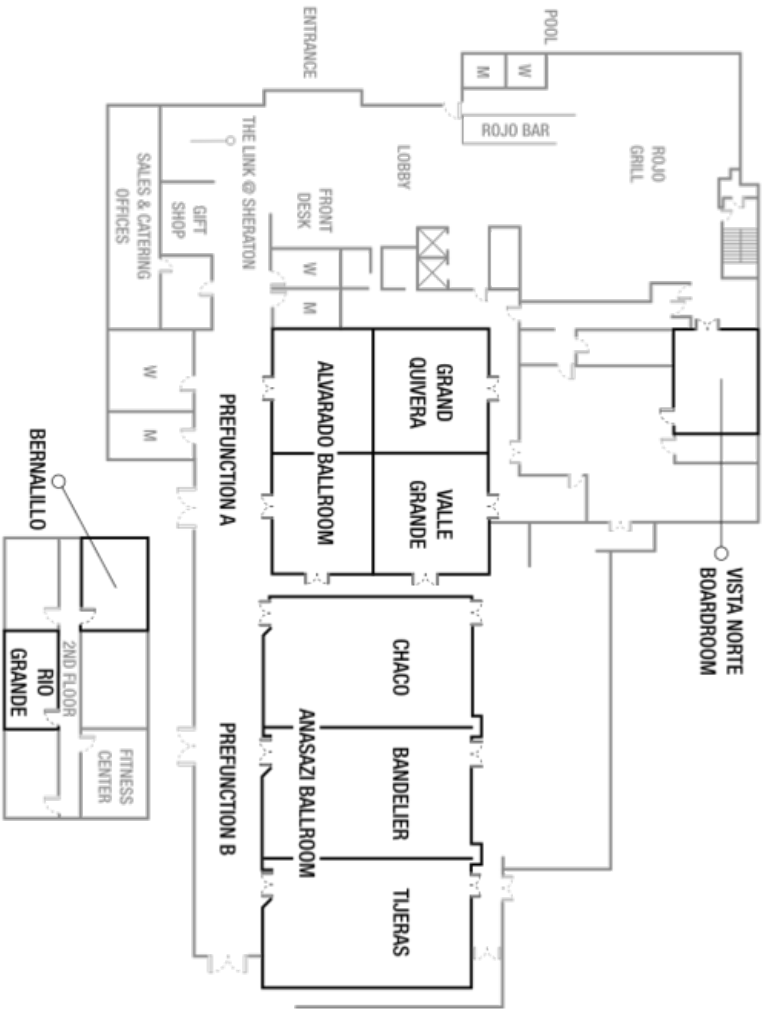 POOL
ENTRANCE
M
W
ROJO BAR
ROJO
GRILL
LOBBY
THE LINK @ SHERATON
SALES & CATERING
OFFICES
GIFT
SHOP
FRONT
DESK
W
M
W
M
GRAND
QUIVERA
ALVARADO BALLROOM
VALLE
GRANDE
PREFUNCTION A
VISTA NORTE
BOARDROOM
BERNALILLO
CHACO
ANASAZI BALLROOM
BANDELIER
TIJERAS
PREFUNCTION B
2ND FLOOR
RIO
GRANDE
FITNESS
CENTER